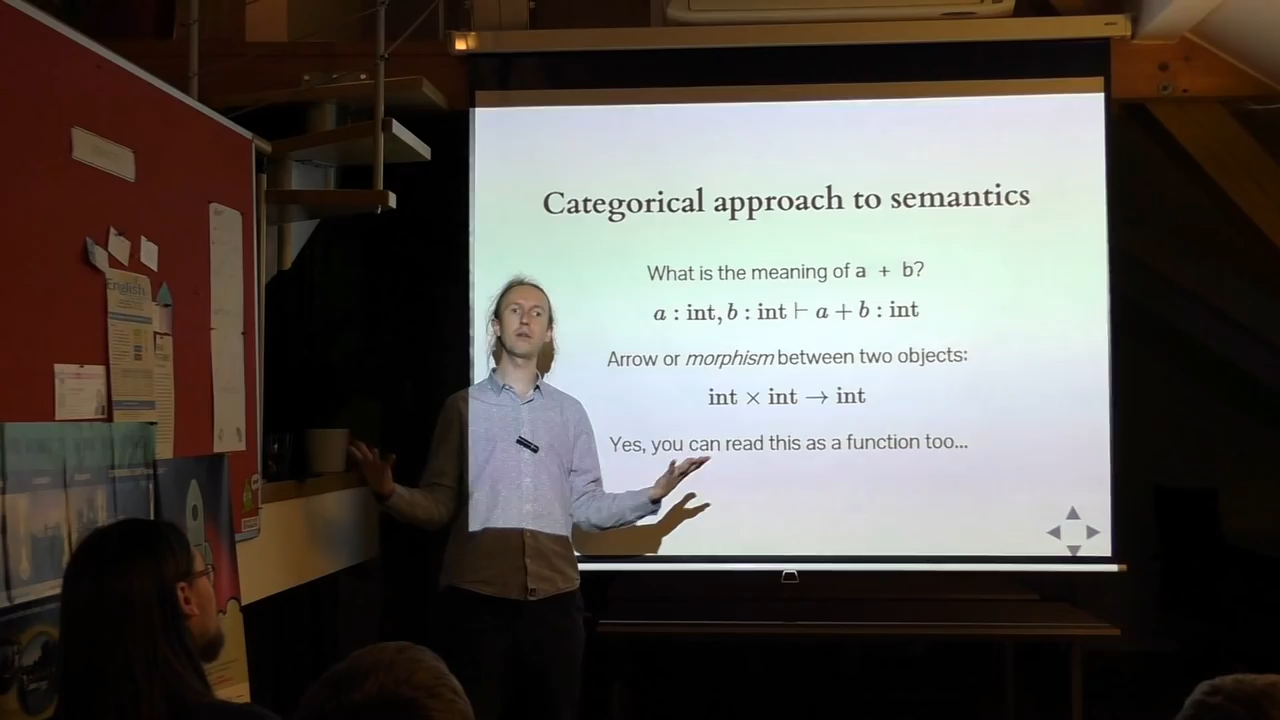 English
Categorical approach to semantics
What is the meaning of a + b?
a : int, b : int ⊢ a + b : int
Arrow or morphism between two objects:
int × int → int
Yes, you can read this as a function too...